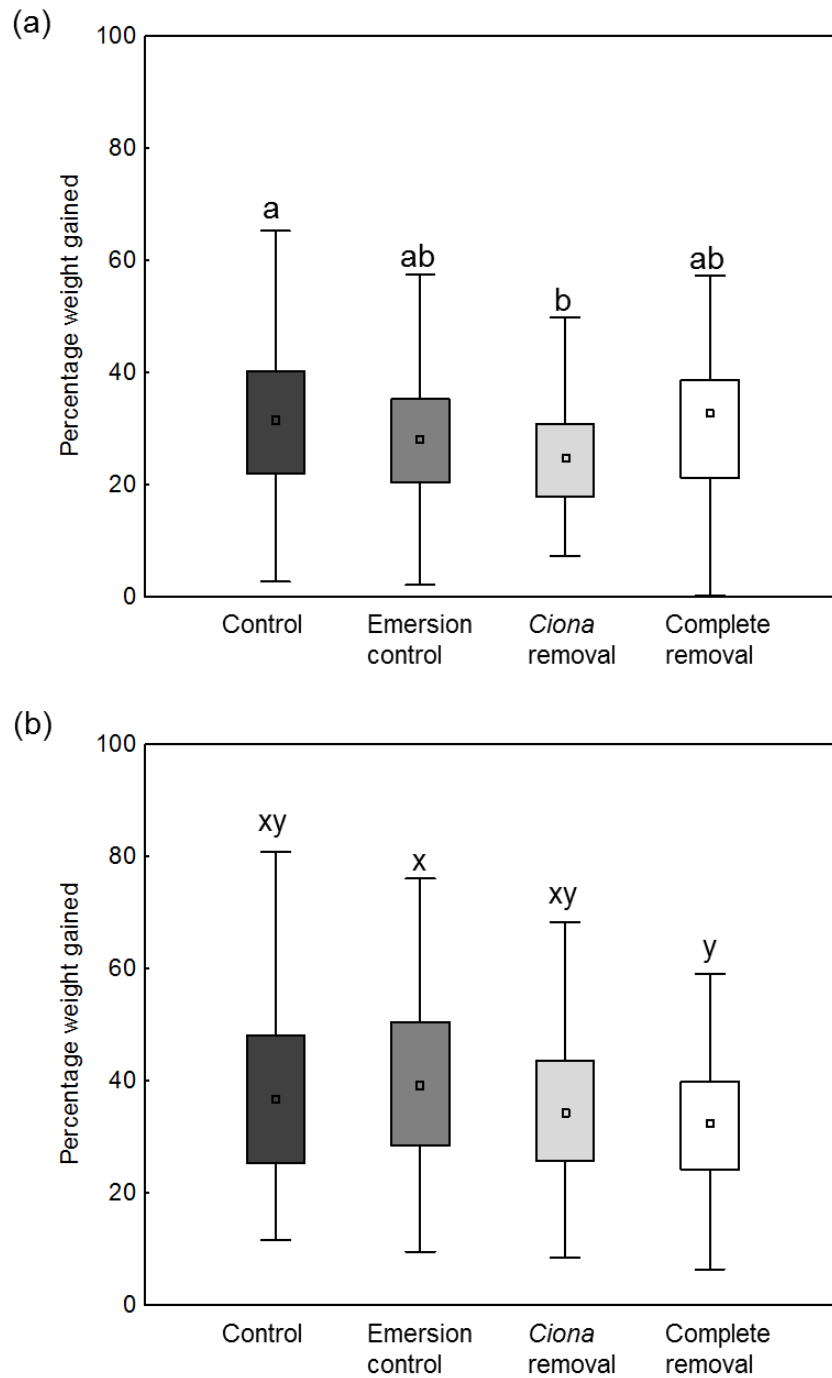 (a)
100
80
60
40
20
0
Percentage weight gained
a
ab
b
ab
Control
Emersion control
Ciona removal
Complete removal
(b)
100
80
60
40
20
0
Percentage weight gained
xy
x
xy
y
Control
Emersion control
Ciona removal
Complete removal